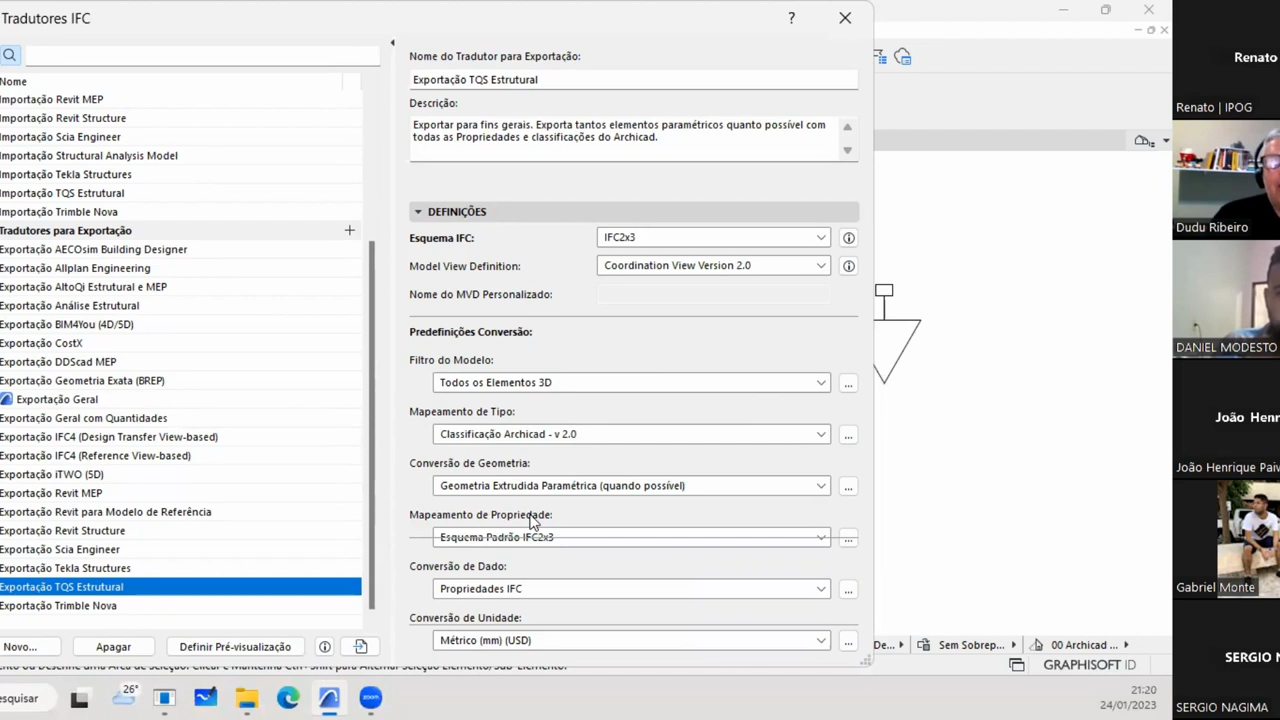 Tradutores IFC
?
Nome
Importação Revit MEP
Importação Revit Structure
Importação Scia Engineer
Importação Structural Analysis Model
Importação Tekla Structures
Importação TQS Estrutural
Importação Trimble Nova
Tradutores para Exportação
Exportação AECOsim Building Designer
Exportação Allplan Engineering
Exportação AltoQi Estrutural e MEP
Exportação Análise Estrutural
Exportação BIM4You (4D/5D)
Exportação CostX
Exportação DDScad MEP
Exportação Geometria Exata (BREP)
Exportação Geral
Exportação Geral com Quantidades
Exportação IFC4 (Design Transfer View-based)
Exportação IFC4 (Reference View-based)
Exportação iTWO (5D)
Exportação Revit MEP
Exportação Revit para Modelo de Referência
Exportação Revit Structure
Exportação Scia Engineer
Exportação Tekla Structures
Exportação TQS Estrutural
Exportação Trimble Nova
Novo...
Apagar
Definir Pré-visualização
Nome do Tradutor para Exportação:
Exportação TQS Estrutural
Descrição:
Exportar para fins gerais. Exporta tantos elementos paramétricos quanto possível com
todas as Propriedades e classificações do Archicad.
DEFINIÇÕES
Esquema IFC:
IFC2x3
Model View Definition:
Coordination View Version 2.0
Nome do MVD Personalizado:
Predefinições Conversão:
Filtro do Modelo:
Todos os Elementos 3D
...
Mapeamento de Tipo:
Classificação Archicad - v 2.0
...
Conversão de Geometria:
Geometria Extrudida Paramétrica (quando possível)
...
Mapeamento de Propriedade:
Esquema Padrão IFC2x3
...
Conversão de Dado:
Propriedades IFC
...
Conversão de Unidade:
Métrico (mm) (USD)
...
De...
Sem Sobrep...
00 Archicad ...
GRAPHISOFT ID
esquisar
26°
zoom
21:20
24/01/2023
Renato
Renato | IPOG
Dudu Ribeiro
DANIEL MODESTO
João Henr
João Henrique Paiv
Gabriel Monte
SERGIO N
SERGIO NAGIMA